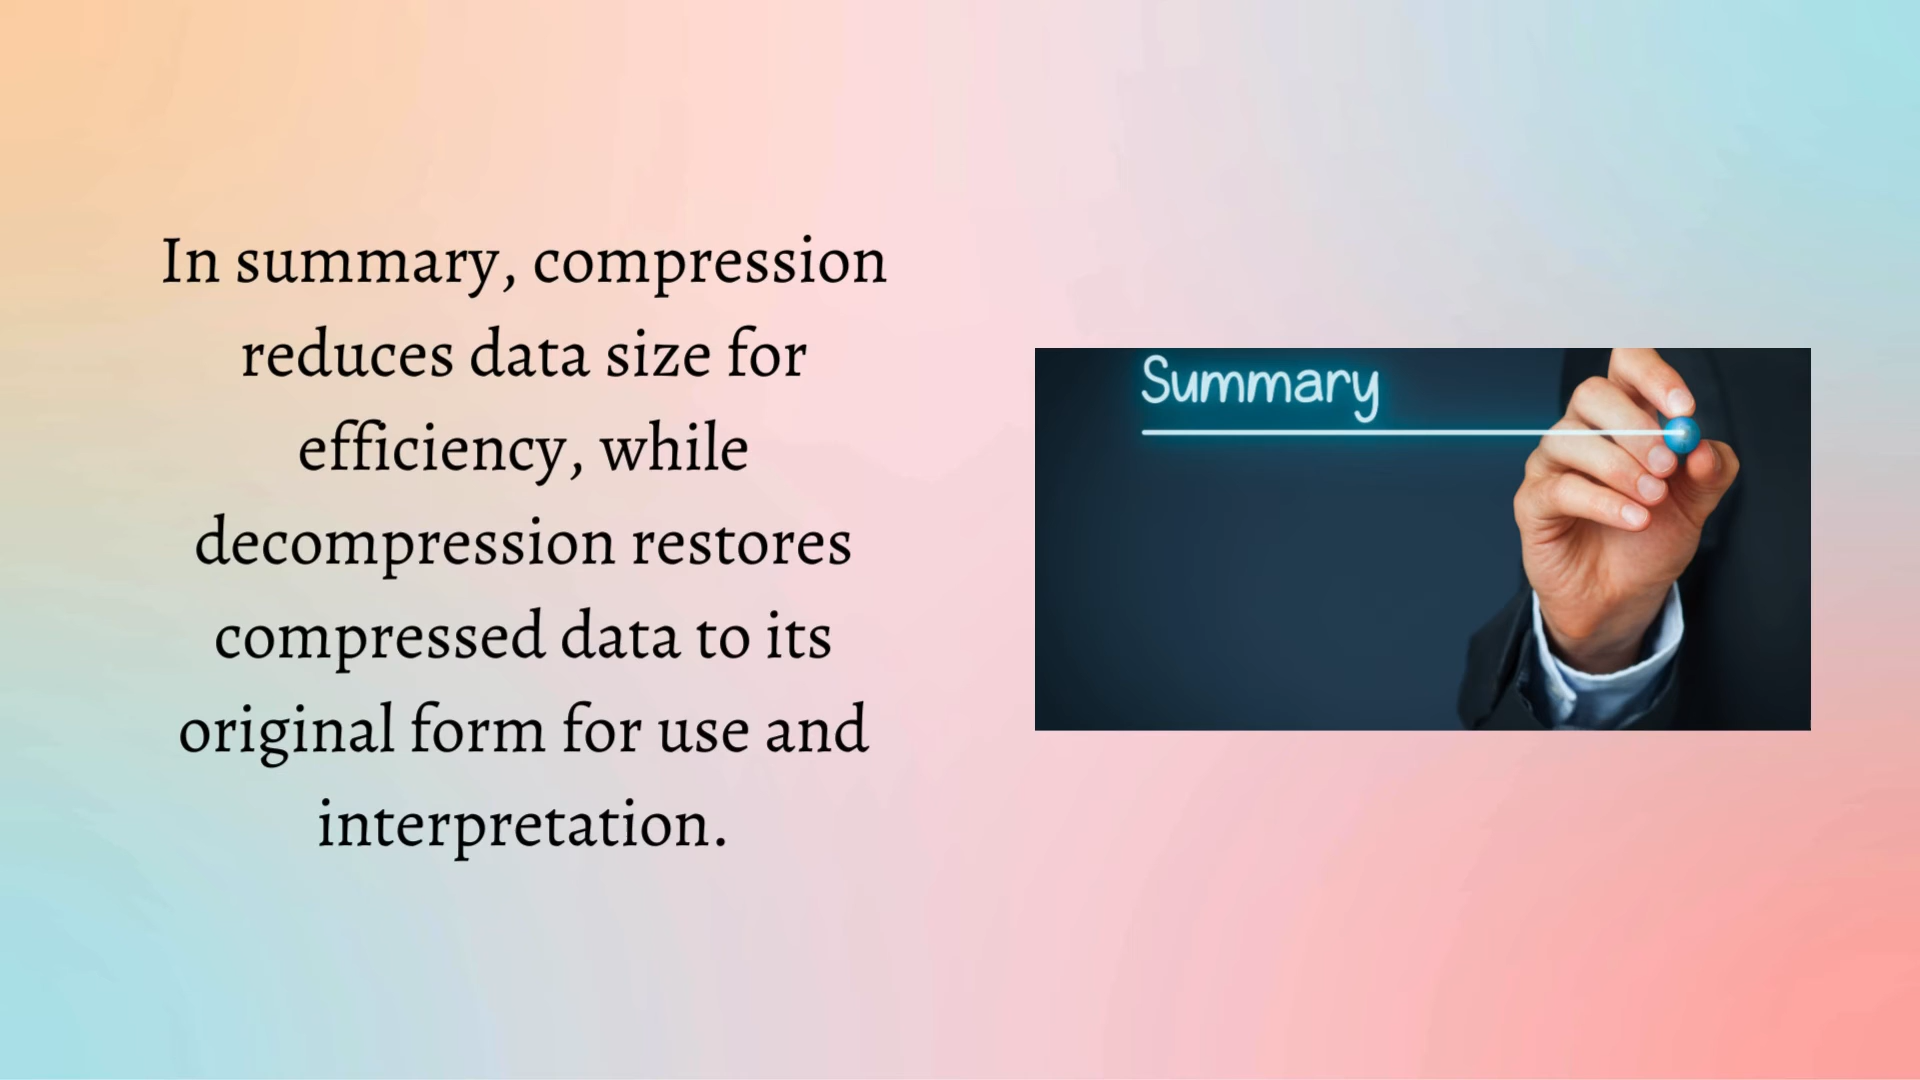 In summary, compression
reduces data size for
efficiency, while
decompression restores
compressed data to its
original form for use and
interpretation.
Summary